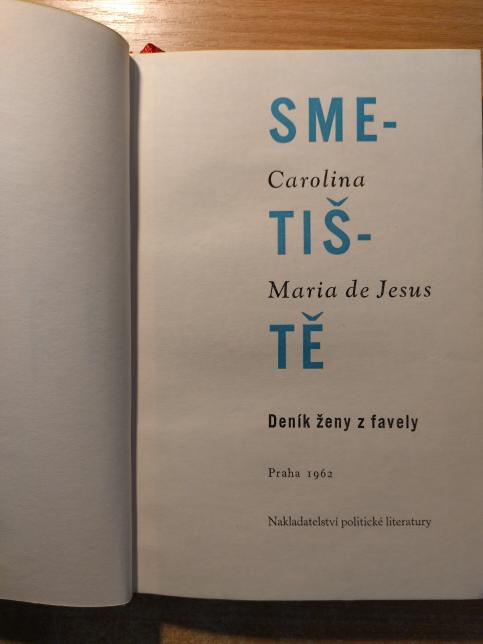 SME-
Carolina
TIŠ-
Maria de Jesus
TĚ
Deník ženy z favely
Praha 1962
Nakladatelství politické literatury